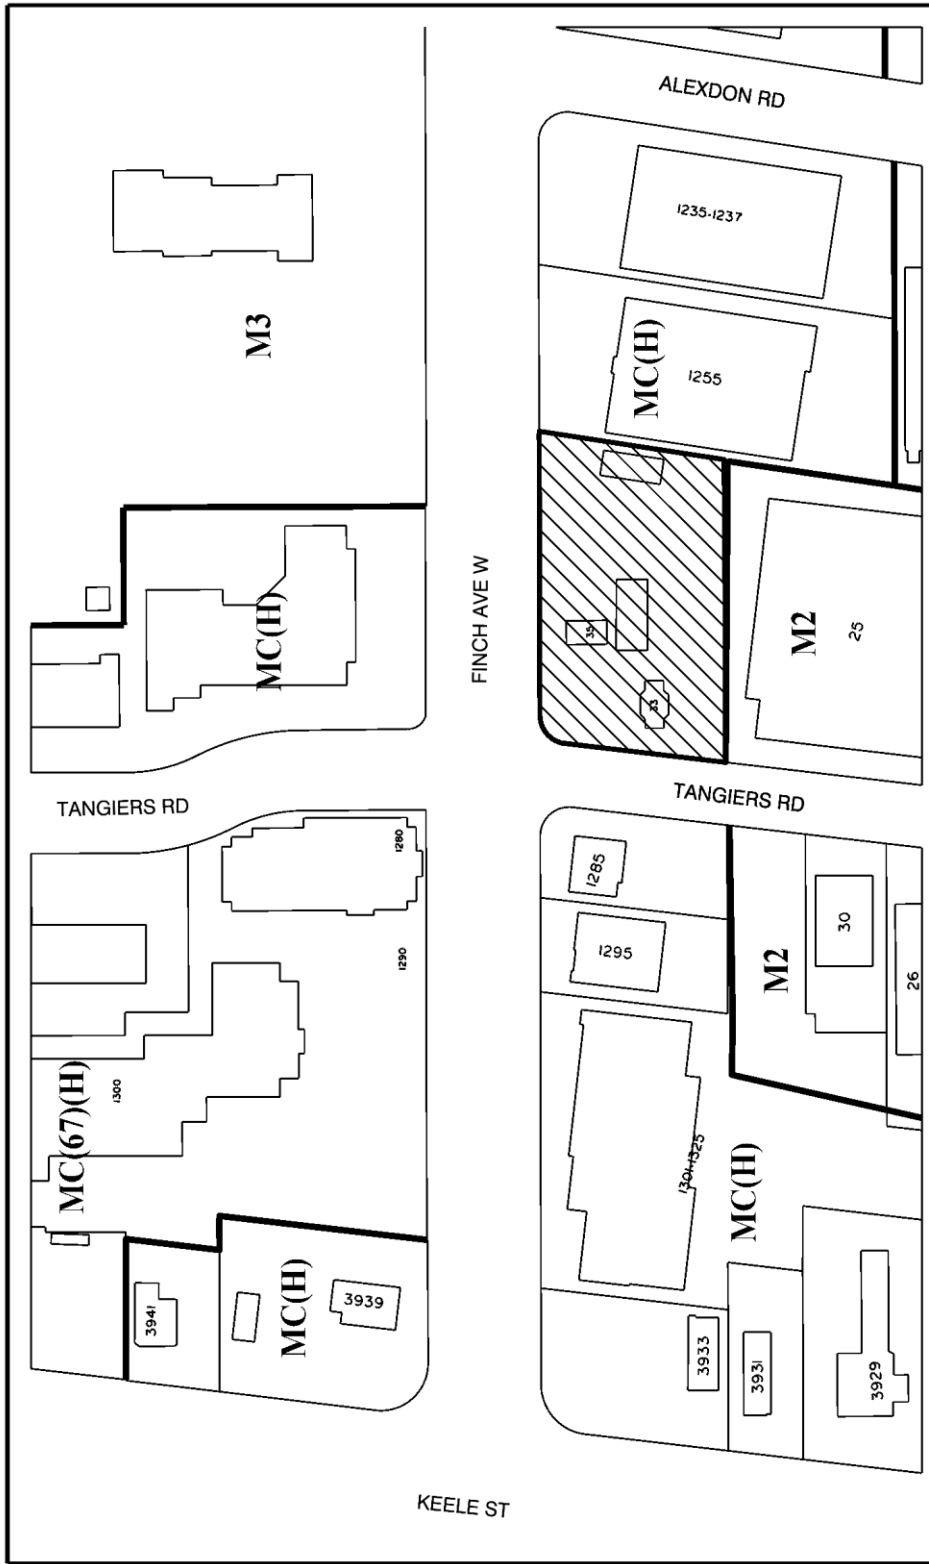 ALEXDON RD
1235-1237
M3
MC(H)
1255
FINCH AVE W
MC(H)
35
M2
25
33
TANGIERS RD
TANGIERS RD
1280
1285
1290
1295
30
M2
26
1300
MC(67)(H)
1301-1325
MC(H)
3941
MC(H)
3939
3933
3931
3929
KEELE ST